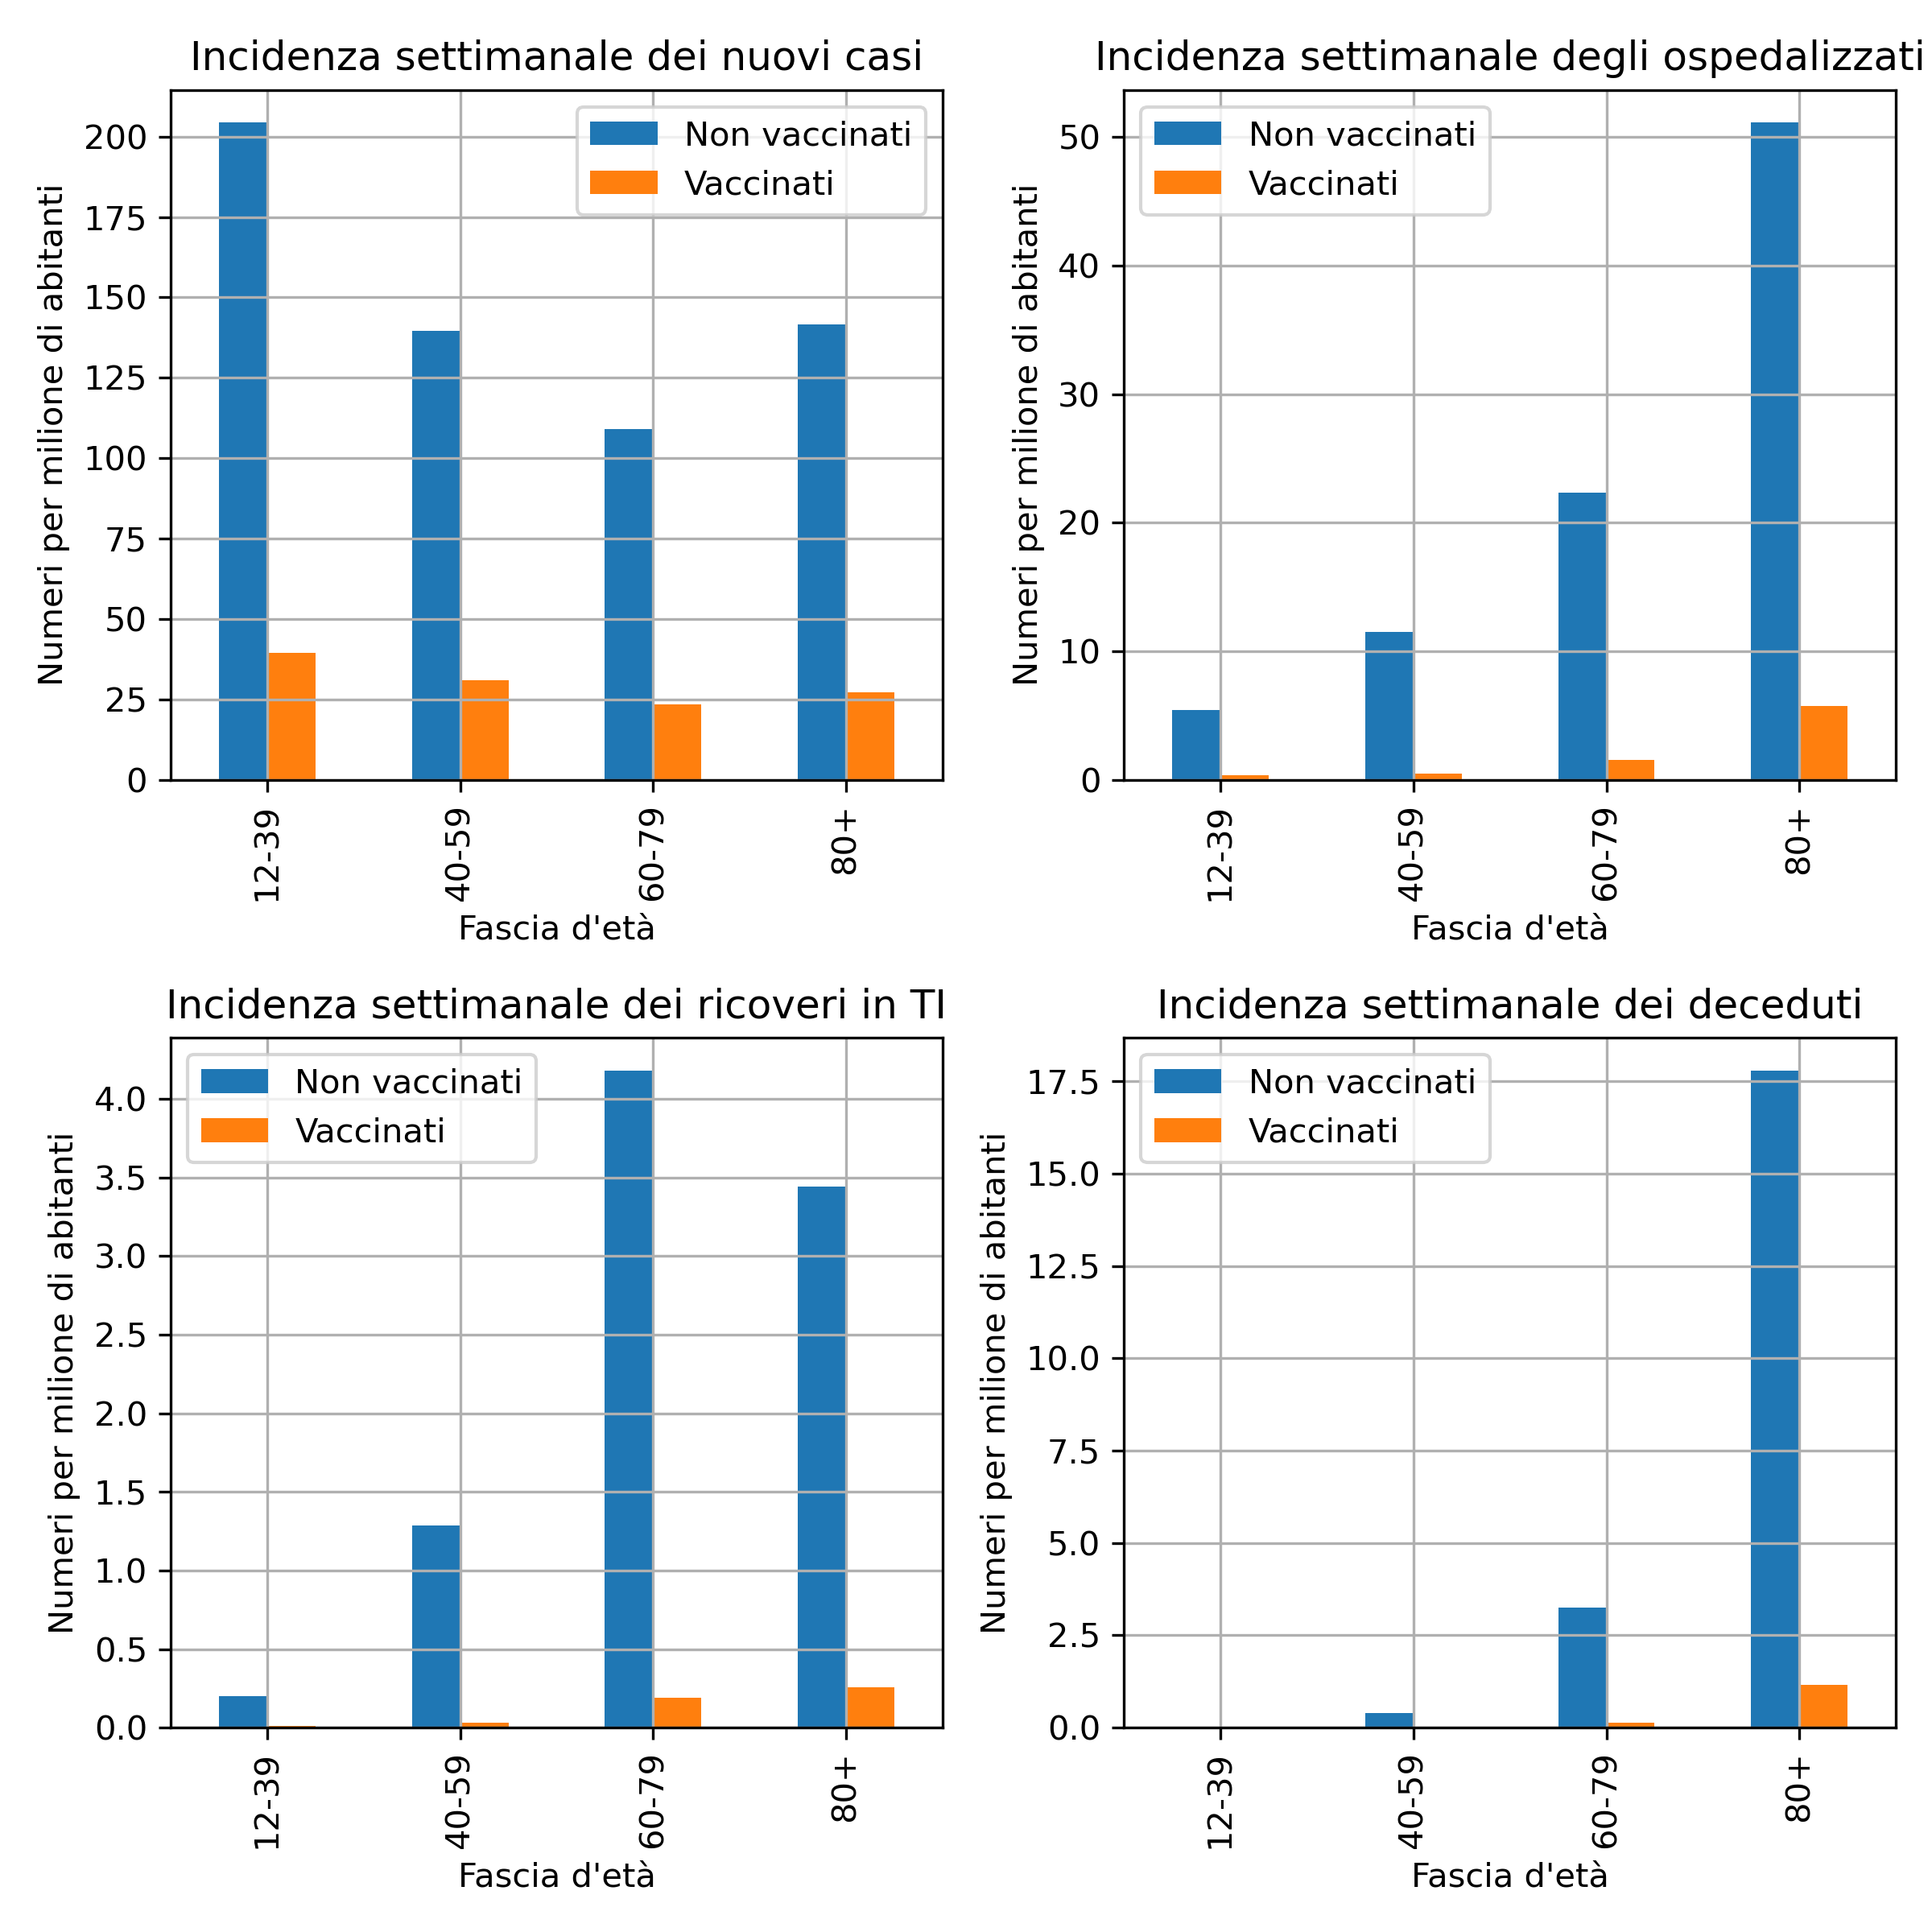 Incidenza settimanale dei nuovi casi
Numeri per milione di abitanti
200
175
150
125
100
75
50
25
0
Non vaccinati
Vaccinati
12-39
40-59
60-79
80+
Fascia d'età
Incidenza settimanale degli ospedalizzati
Numeri per milione di abitanti
50
40
30
20
10
0
Non vaccinati
Vaccinati
12-39
40-59
60-79
80+
Fascia d'età
Incidenza settimanale dei ricoveri in TI
Numeri per milione di abitanti
4.0
3.5
3.0
2.5
2.0
1.5
1.0
0.5
0.0
Non vaccinati
Vaccinati
12-39
40-59
60-79
80+
Fascia d'età
Incidenza settimanale dei deceduti
Numeri per milione di abitanti
17.5
15.0
12.5
10.0
7.5
5.0
2.5
0.0
Non vaccinati
Vaccinati
12-39
40-59
60-79
80+
Fascia d'età